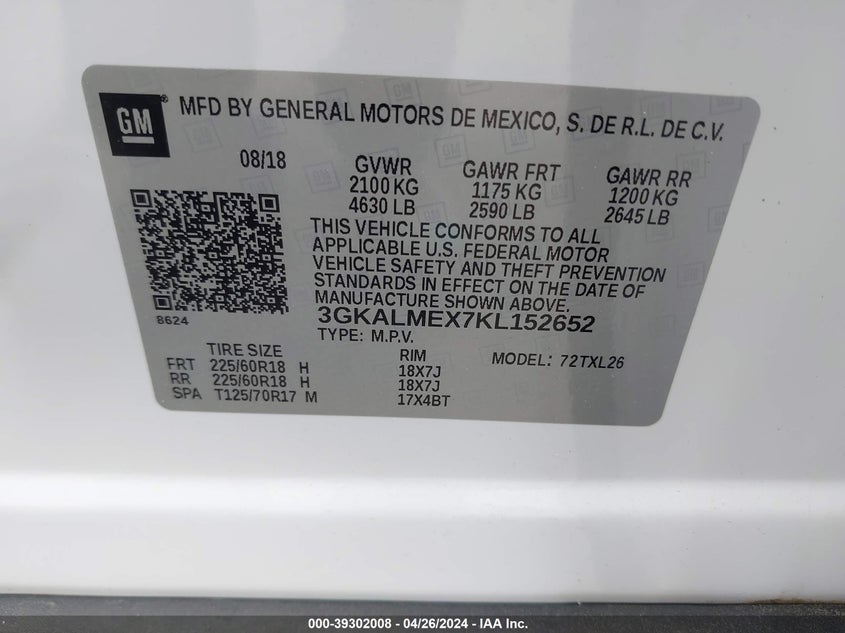 GM ® MFD BY GENERAL MOTORS DE MEXICO, S. DE R.L. DE C.V.
08/18 GVWR GAWR FRT GAWR RR
2100 KG 1175 KG 1200 KG
4630 LB 2590 LB 2645 LB
THIS VEHICLE CONFORMS TO ALL
APPLICABLE U.S. FEDERAL MOTOR
VEHICLE SAFETY AND THEFT PREVENTION
STANDARDS IN EFFECT ON THE DATE OF
MANUFACTURE SHOWN ABOVE.
8624 3GKALMEX7KL152652
TYPE: M.P.V.
TIRE SIZE RIM MODEL: 72TXL26
FRT 225/60R18 H 18X7J
RR 225/60R18 H 18X7J
SPA T125/70R17 M 17X4BT
000-39302008 - 04/26/2024 - IAA Inc.